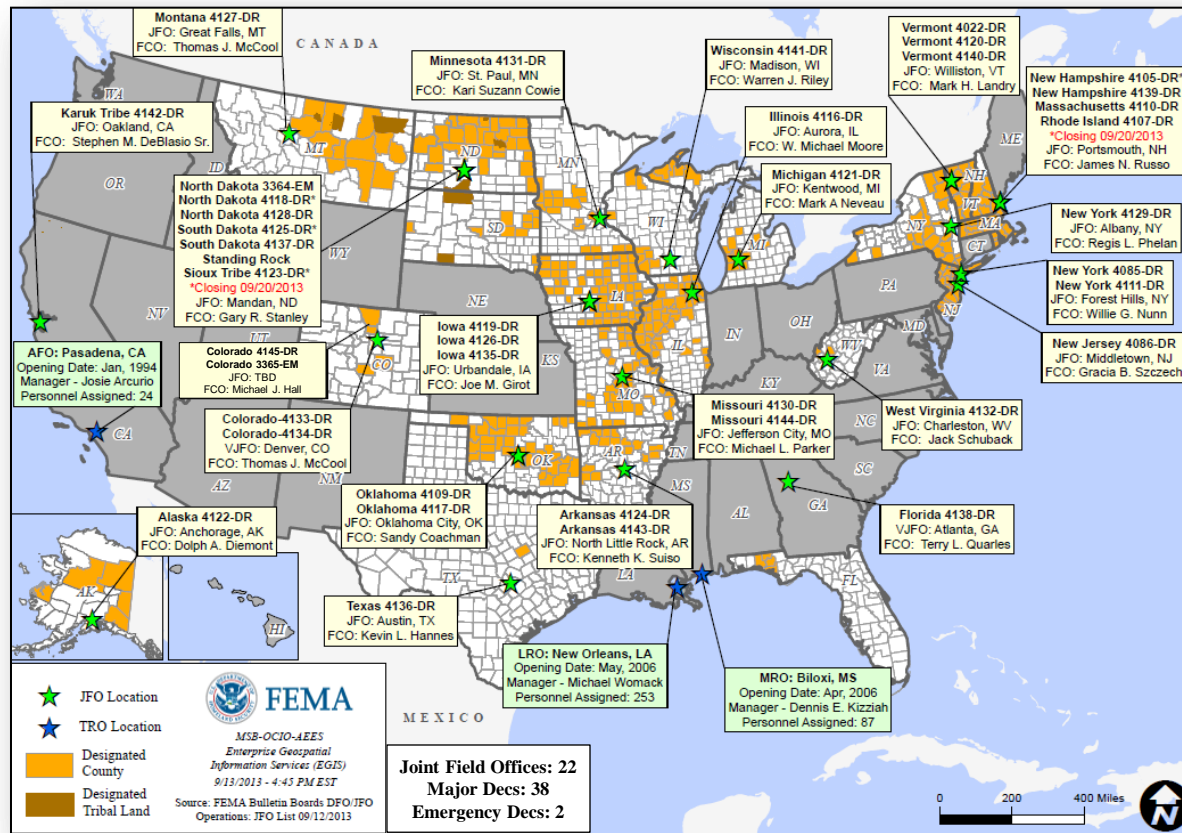 Montana 4127-DR
JFO: Great Falls, MT
FCO: Thomas J. McCool
CANADA
Minnesota 4131-DR
JFO: St. Paul, MN
FCO: Kari Suzann Cowie
Wisconsin 4141-DR
JFO: Madison, WI
FCO: Warren J. Riley
Vermont 4022-DR
Vermont 4120-DR
Vermont 4140-DR
JFO: Williston, VT
FCO: Mark H. Landry
New Hampshire 4105-DR*
New Hampshire 4139-DR
Massachusetts 4110-DR
Rhode Island 4107-DR
*Closing 09/20/2013
JFO: Portsmouth, NH
FCO: James N. Russo
Karuk Tribe 4142-DR
JFO: Oakland, CA
FCO: Stephen M. DeBlasio Sr.
Illinois 4116-DR
JFO: Aurora, IL
FCO: W. Michael Moore
Michigan 4121-DR
JFO: Kentwood, MI
FCO: Mark A Neveau
North Dakota 3364-EM
North Dakota 4118-DR*
North Dakota 4128-DR
South Dakota 4125-DR*
South Dakota 4137-DR
Standing Rock
Sioux Tribe 4123-DR*
*Closing 09/20/2013
JFO: Mandan, ND
FCO: Gary R. Stanley
New York 4129-DR
JFO: Albany, NY
FCO: Regis L. Phelan
New York 4085-DR
New York 4111-DR
JFO: Forest Hills, NY
FCO: Willie G. Nunn
New Jersey 4086-DR
JFO: Middletown, NJ
FCO: Gracia B. Szczech
AFO: Pasadena, CA
Opening Date: Jan, 1994
Manager - Josie Arcurio
Personnel Assigned: 24
Colorado 4145-DR
Colorado 3365-EM
JFO: TBD
FCO: Michael J. Hall
Iowa 4119-DR
Iowa 4126-DR
Iowa 4135-DR
JFO: Urbandale, IA
FCO: Joe M. Girot
Colorado-4133-DR
Colorado-4134-DR
VJFO: Denver, CO
FCO: Thomas J. McCool
Missouri 4130-DR
Missouri 4144-DR
JFO: Jefferson City, MO
FCO: Michael L. Parker
West Virginia 4132-DR
JFO: Charleston, WV
FCO: Jack Schuback
Oklahoma 4109-DR
Oklahoma 4117-DR
JFO: Oklahoma City, OK
FCO: Sandy Coachman
Arkansas 4124-DR
Arkansas 4143-DR
JFO: North Little Rock, AR
FCO: Kenneth K. Suiso
Florida 4138-DR
VJFO: Atlanta, GA
FCO: Terry L. Quarles
Alaska 4122-DR
JFO: Anchorage, AK
FCO: Dolph A. Diemont
Texas 4136-DR
JFO: Austin, TX
FCO: Kevin L. Hannes
LRO: New Orleans, LA
Opening Date: May, 2006
Manager - Michael Womack
Personnel Assigned: 253
MRO: Biloxi, MS
Opening Date: Apr, 2006
Manager - Dennis E. Kizziah
Personnel Assigned: 87
WA
OR
ID
MT
ND
MN
SD
WI
MI
WY
NV
UT
CO
NE
IA
KS
IL
IN
OH
PA
NY
NH
VT
MA
CT
ME
NJ
MD
WV
VA
KY
MO
CA
AZ
NM
OK
AR
TN
NC
SC
MS
AL
GA
TX
LA
FL
AK
HI
MEXICO
JFO Location
TRO Location
Designated
County
Designated
Tribal Land
FEMA
MSB-OCIO-AEES
Enterprise Geospatial
Information Services (EGIS)
9/13/2013 - 4:45 PM EST
Source: FEMA Bulletin Boards DFO/JFO
Operations: JFO List 09/12/2013
Joint Field Offices: 22
Major Decs: 38
Emergency Decs: 2
0 200 400 Miles
N